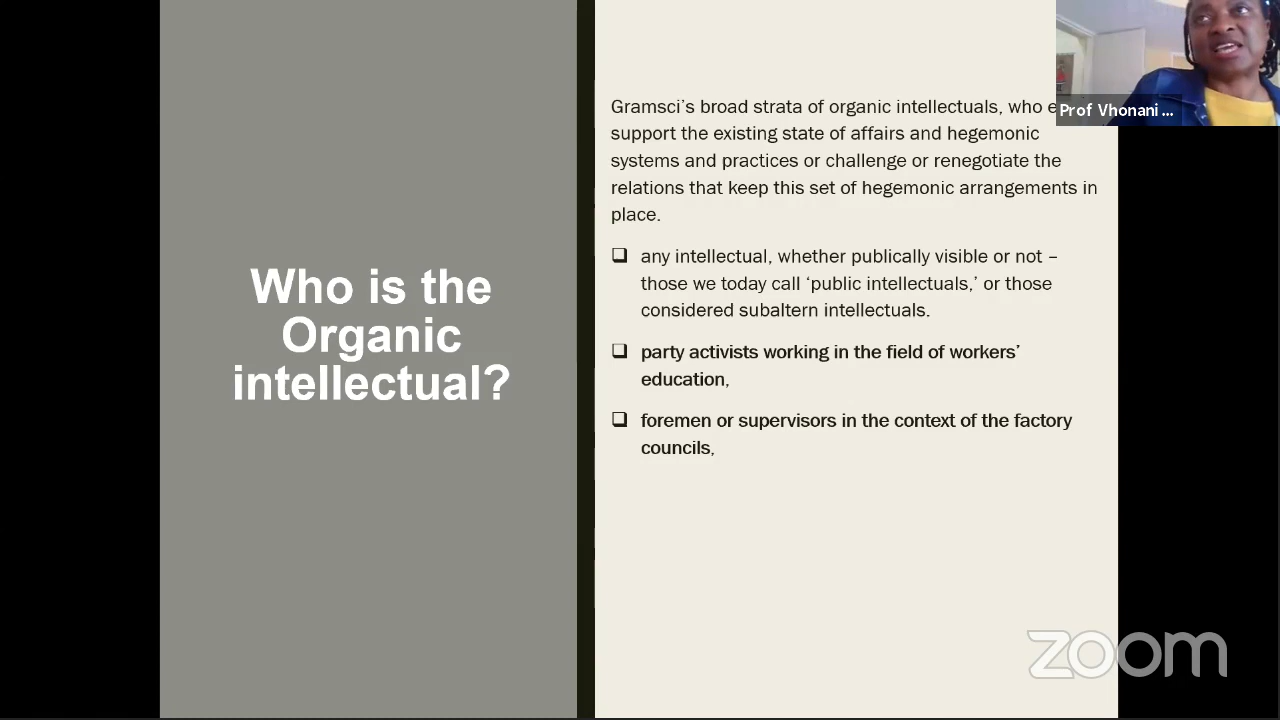 Who is the
Organic
intellectual?
Gramsci's broad strata of organic intellectuals, who
support the existing state of affairs and hegemonic
systems and practices or challenge or renegotiate the
relations that keep this set of hegemonic arrangements in
place.
❑ any intellectual, whether publically visible or not –
those we today call ‘public intellectuals,’ or those
considered subaltern intellectuals.
❑ party activists working in the field of workers’
education,
❑ foremen or supervisors in the context of the factory
councils,
Prof Vhonani ...
zoom